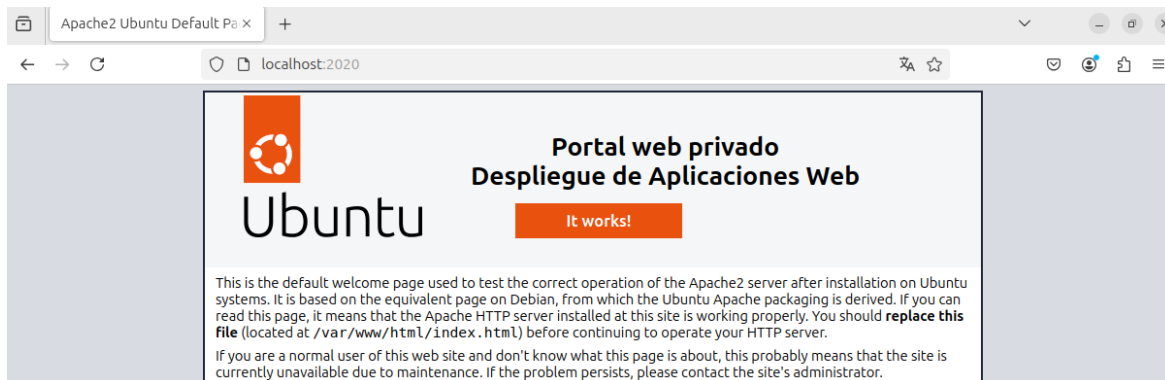 Apache2 Ubuntu Default Pa
localhost:2020
Ubuntu
Portal web privado
Despliegue de Aplicaciones Web
It works!
This is the default welcome page used to test the correct operation of the Apache2 server after installation on Ubuntu
systems. It is based on the equivalent page on Debian, from which the Ubuntu Apache packaging is derived. If you can
read this page, it means that the Apache HTTP server installed at this site is working properly. You should replace this
file (located at /var/www/html/index.html) before continuing to operate your HTTP server.
If you are a normal user of this web site and don't know what this page is about, this probably means that the site is
currently unavailable due to maintenance. If the problem persists, please contact the site's administrator.